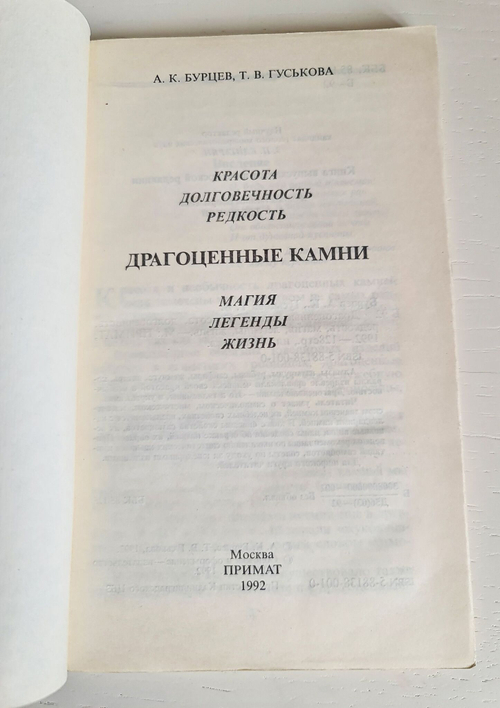 А. К. БУРЦЕВ, Т. В. ГУСЬКОВА
КРАСОТА
ДОЛГОВЕЧНОСТЬ
РЕДКОСТЬ
ДРАГОЦЕННЫЕ КАМНИ
МАГИЯ
ЛЕГЕНДЫ
ЖИЗНЬ
Москва
ПРИМАТ
1992